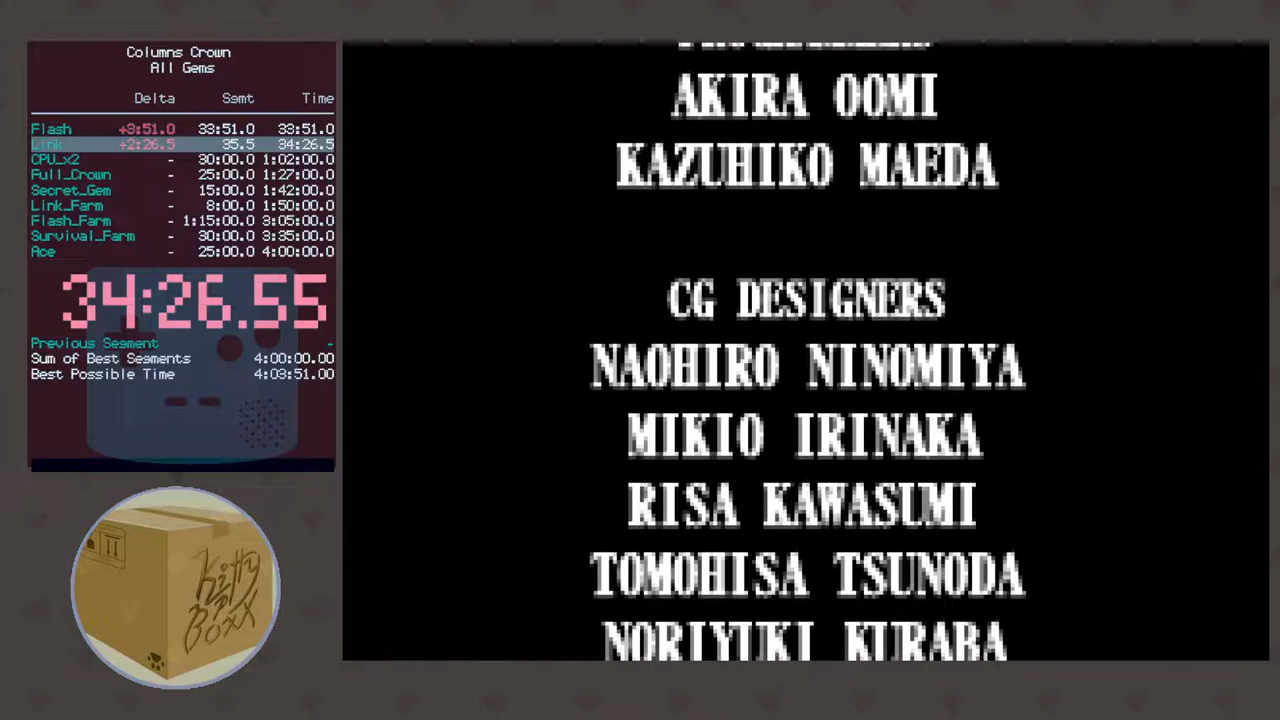 Columns Crown
All Gems
Delta Sgmt Time
Flash +3:51.0 33:51.0 33:51.0
Link +2:26.5 35.5 34:26.5
CPU_x2 - 30:00.0 1:02:00.0
Full_Crown - 25:00.0 1:27:00.0
Secret_Gem - 15:00.0 1:42:00.0
Link_Farm - 8:00.0 1:50:00.0
Flash_Farm - 1:15:00.0 3:05:00.0
Survival_Farm - 30:00.0 3:35:00.0
Ace - 25:00.0 4:00:00.0
34:26.55
Previous Segment -
Sum of Best Segments 4:00:00.00
Best Possible Time 4:03:51.00
AKIRA OOMI
KAZUHIKO MAEDA
CG DESIGNERS
NAOHIRO NINOMIYA
MIKIO IRINAKA
RISA KAWASUMI
TOMOHISA TSUNODA
NORIYUKI KURABA